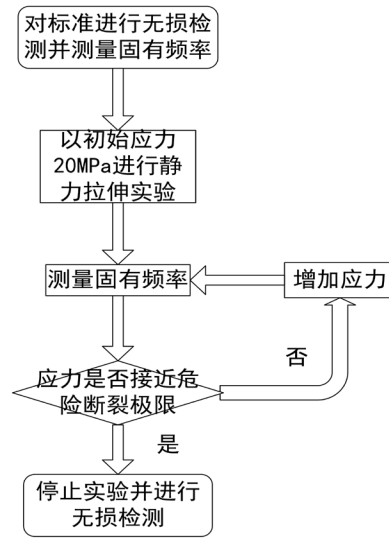 对标准进行无损检
测并测量固有频率
以初始应力
20MPa进行静
力拉伸实验
测量固有频率
增加应力
应力是否接近危
险断裂极限
否
是
停止实验并进行
无损检测